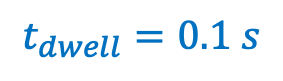 t_dwell = 0.1 s